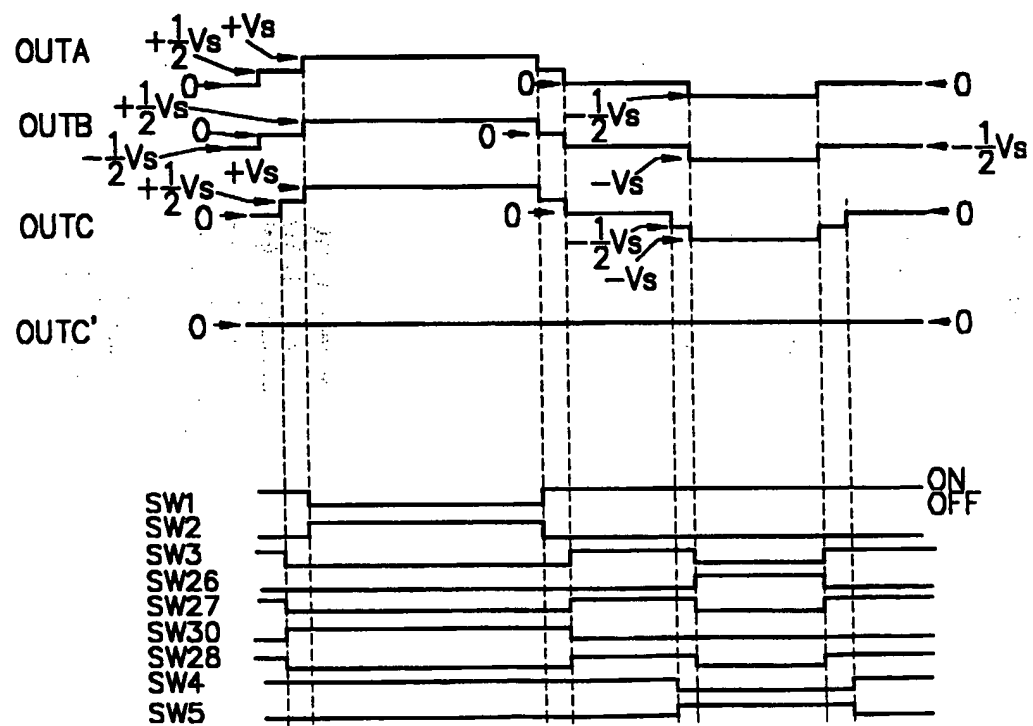 OUTA
+1/2Vs
+Vs
0
0
-1/2Vs
0
OUTB
+1/2Vs
0
-1/2Vs
0
-Vs
-1/2Vs
OUTC
+1/2Vs
+Vs
0
0
-1/2Vs
-Vs
0
OUTC'
0
0
SW1
ON
OFF
SW2
SW3
SW26
SW27
SW30
SW28
SW4
SW5